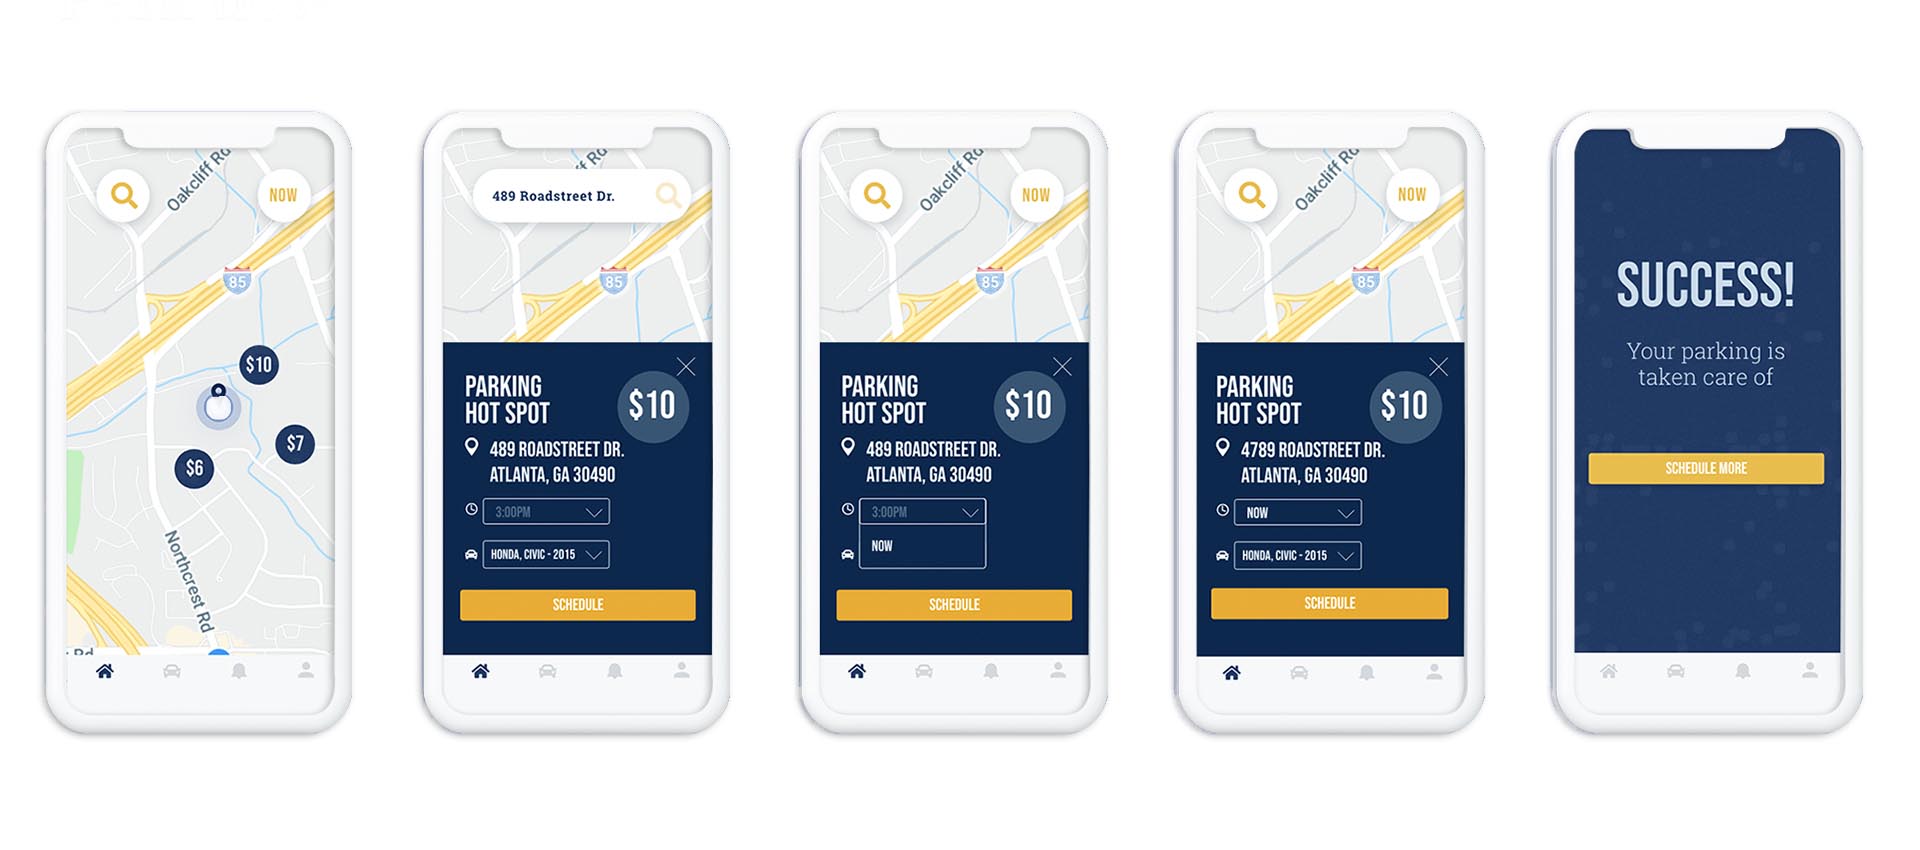 Oakcliff Rd
NOW
85
$10
$7
$6
Northcrest Rd
Rd
Rd
489 Roadstreet Dr.
85
PARKING
HOT SPOT
$10
489 ROADSTREET DR.
ATLANTA, GA 30490
3:00PM
HONDA, CIVIC - 2015
SCHEDULE
Oakcliff Rd
NOW
85
PARKING
HOT SPOT
$10
489 ROADSTREET DR.
ATLANTA, GA 30490
3:00PM
NOW
SCHEDULE
Oakcliff Rd
NOW
85
PARKING
HOT SPOT
$10
4789 ROADSTREET DR.
ATLANTA, GA 30490
NOW
HONDA, CIVIC - 2015
SCHEDULE
SUCCESS!
Your parking is
taken care of
SCHEDULE MORE